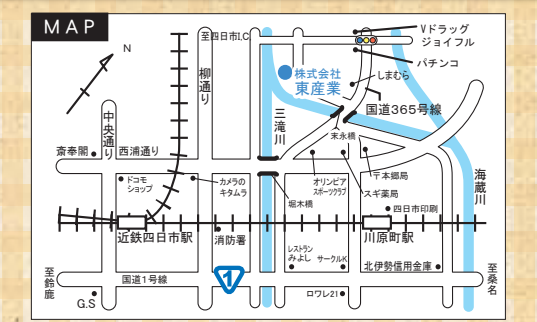 MAP
N
至四日市I.C
Vドラッグ
ジョイフル
パチンコ
しまむら
株式会社
東産業
国道365号線
柳通り
三滝川
中央通り
斎奉閣
西浦通り
末永橋
〒本郷局
海蔵川
ドコモ
ショップ
カメラの
キタムラ
オリンピア
スポーツクラブ
スギ薬局
堀木橋
四日市印刷
近鉄四日市駅
消防署
川原町駅
レストラン
みよし
サークルK
北伊勢信用金庫
至鈴鹿
国道1号線
1
至桑名
G.S
ロワレ21